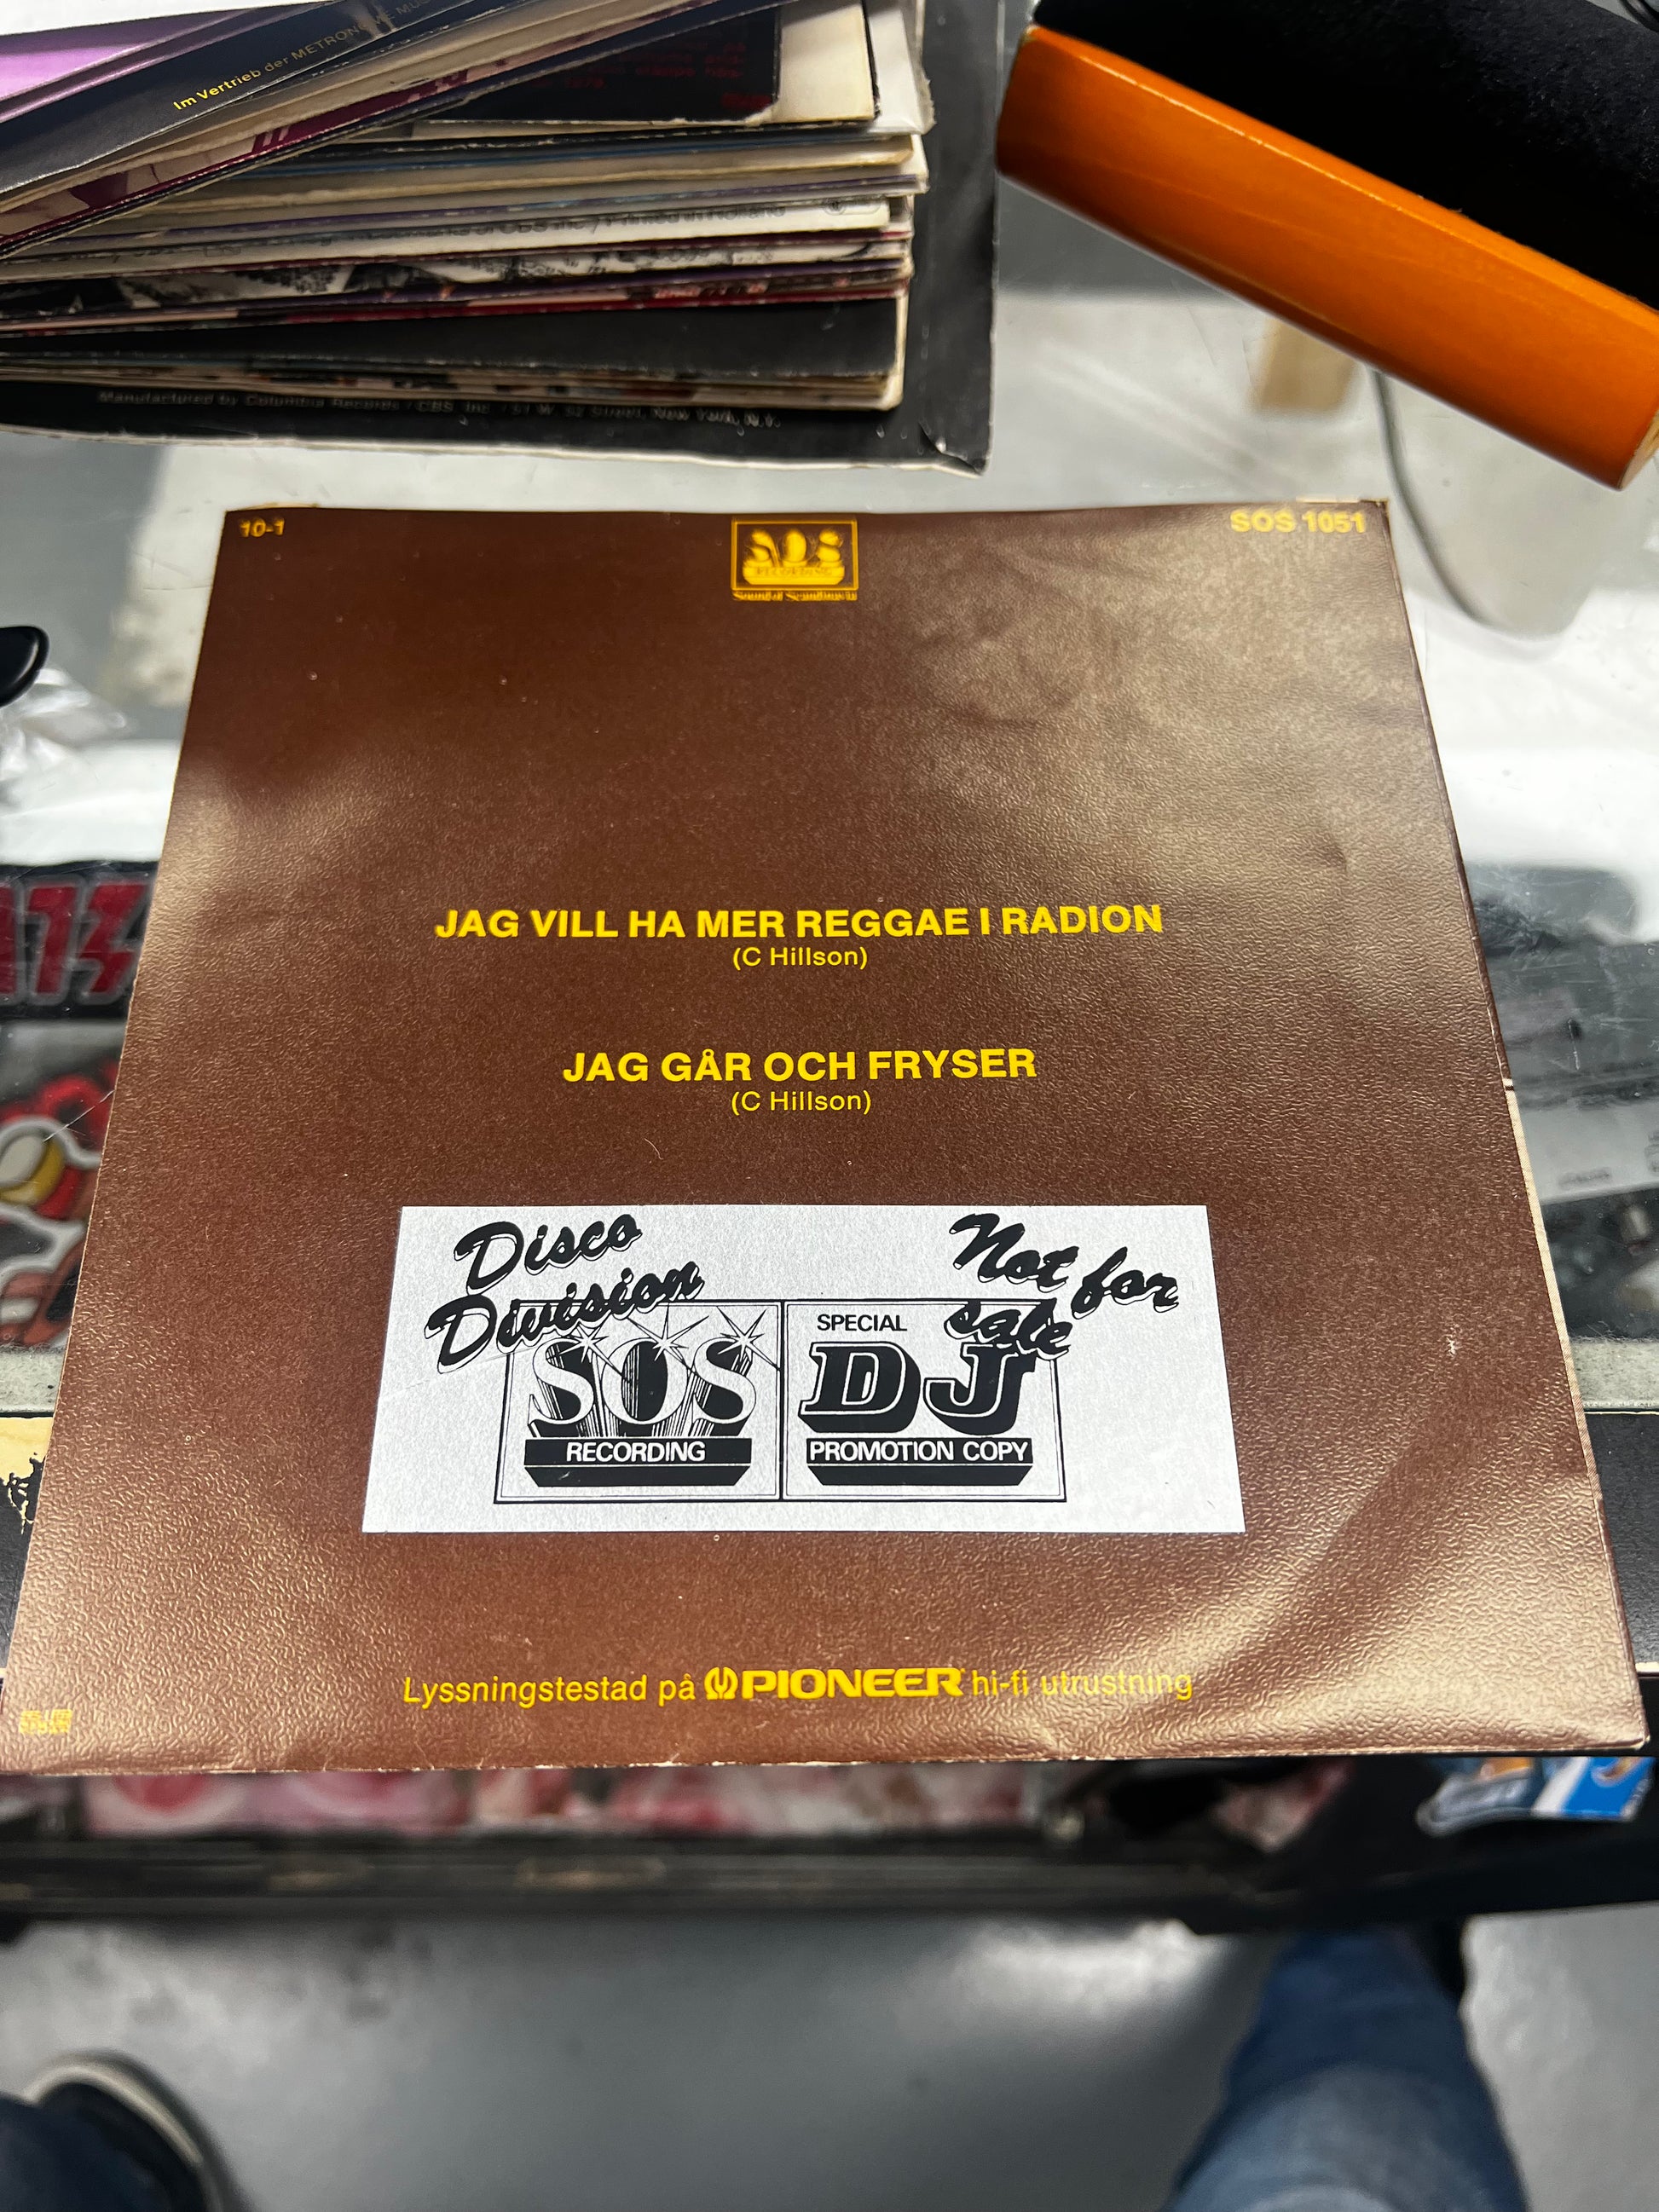 Im Vertrieb der METRONOME MUS
Manufactured by Columbia Records / CBS Inc. / 51 W. 52 Street, New York, N.Y.
10-1
SOS
RECORDING
Sound of Scandinavia
SOS 1051
JAG VILL HA MER REGGAE I RADION
(C Hillson)
JAG GÅR OCH FRYSER
(C Hillson)
Disco
Division
SOS
RECORDING
Not for
sale
SPECIAL
DJ
PROMOTION COPY
Lyssningstestad på PIONEER hi-fi utrustning